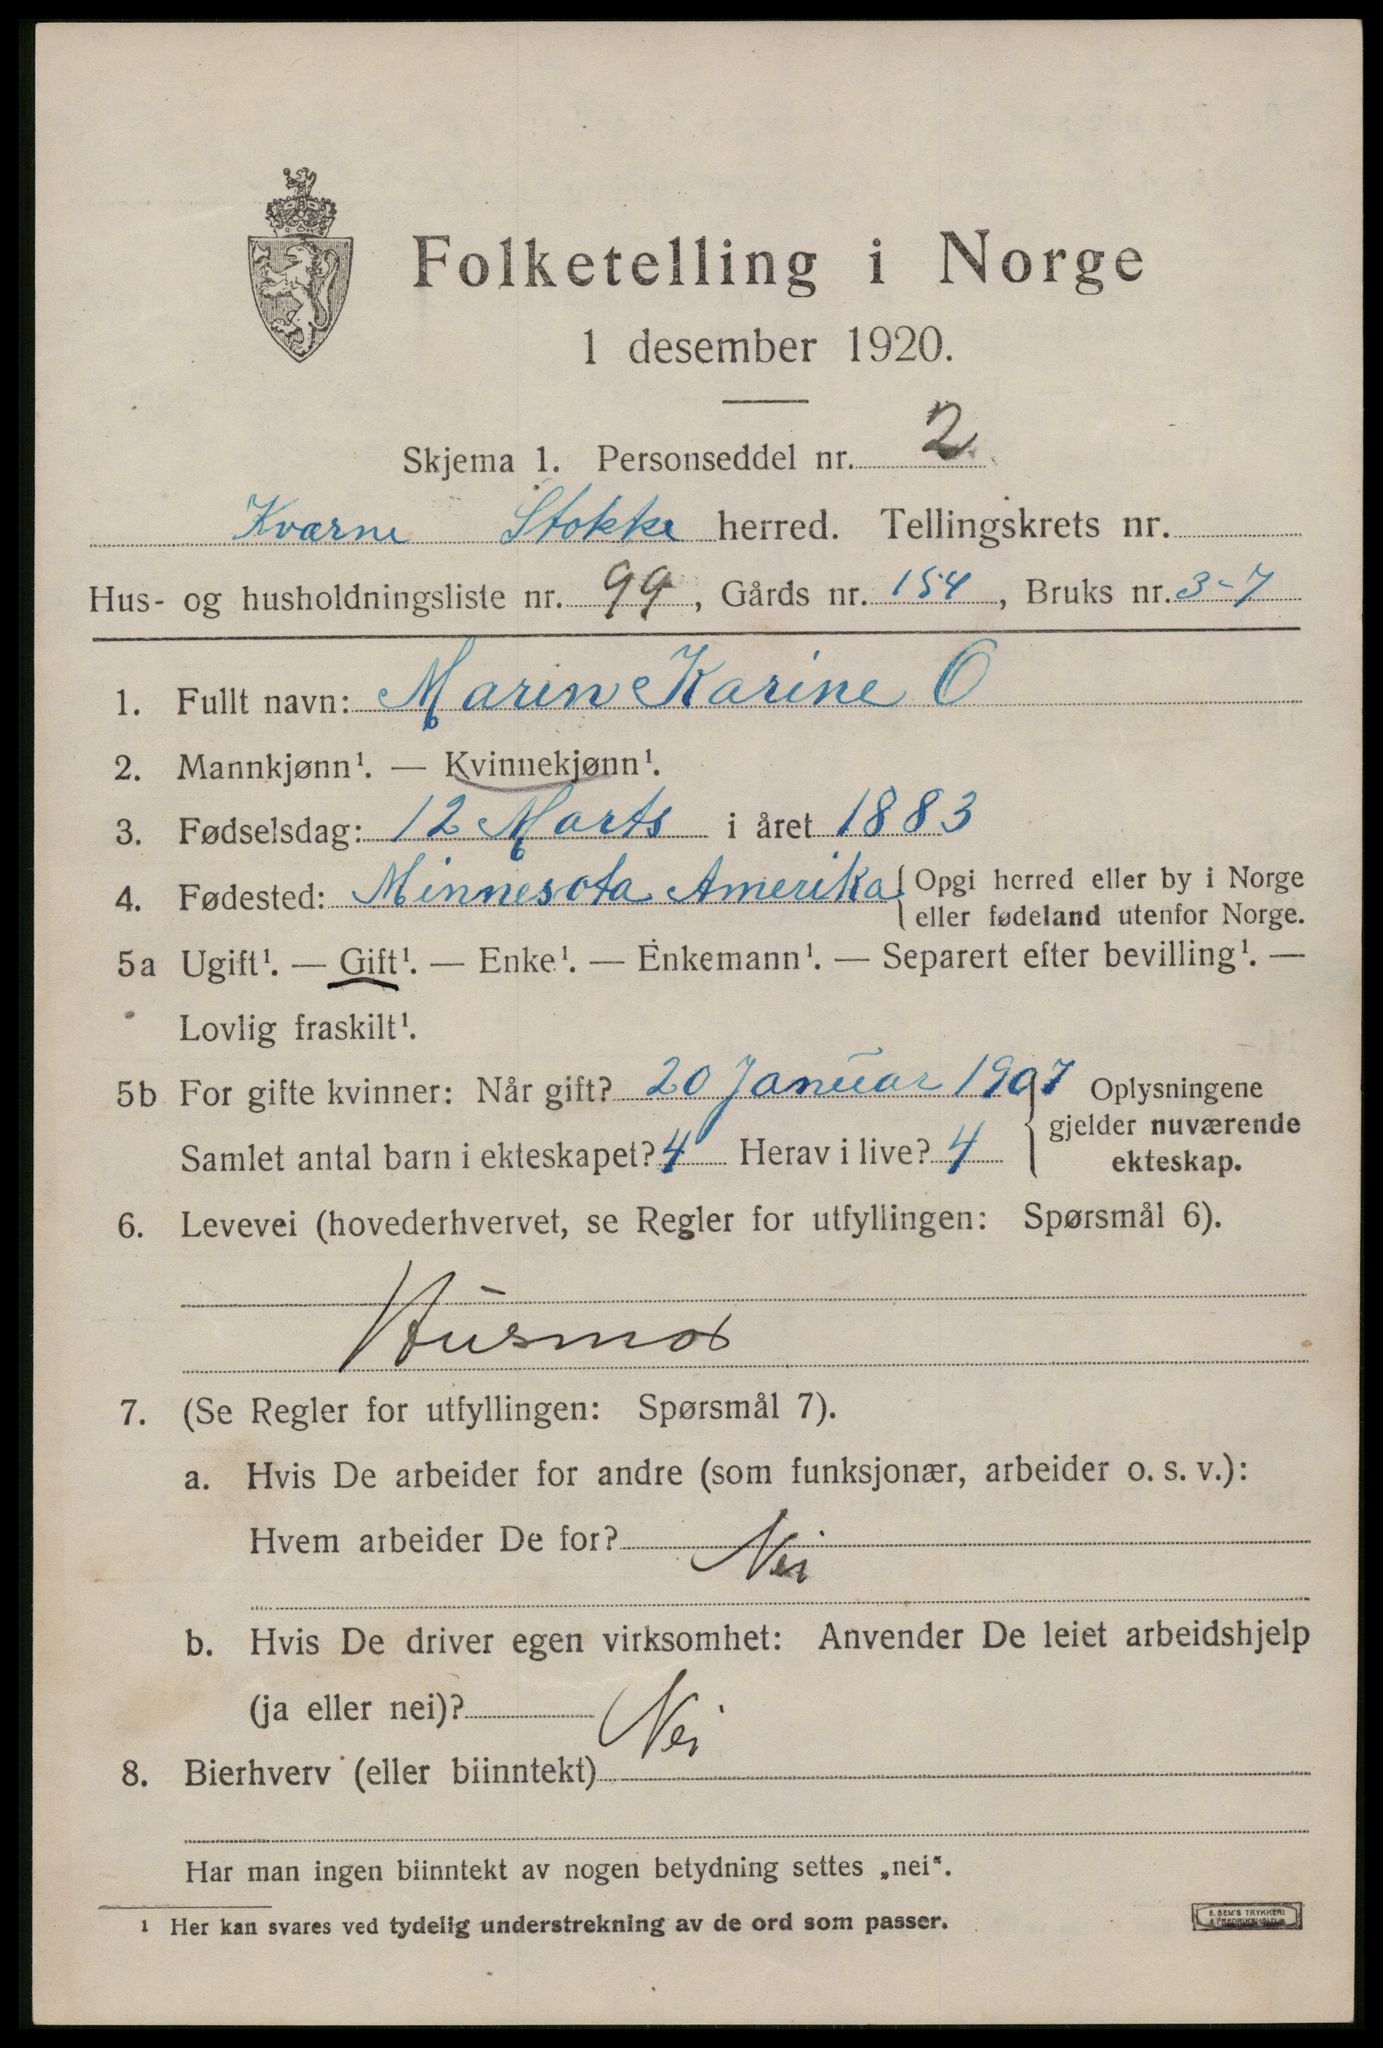 Folketelling i Norge
1 desember 1920.
Skjema 1. Personseddel nr. 2
Kværne Stokke herred. Tellingskrets nr.
Hus- og husholdningsliste nr. 99, Gårds nr. 154, Bruks nr. 3-7
1. Fullt navn: Maren Karine O
2. Mannkjønn¹. — Kvinnekjønn¹.
3. Fødselsdag: 12 Marts i året 1883
4. Fødested: Minnesota Amerika { Opgi herred eller by i Norge
eller fødeland utenfor Norge.
5a Ugift¹. — Gift¹. — Enke¹. — Enkemann¹. — Separert efter bevilling¹. —
Lovlig fraskilt¹.
5b For gifte kvinner: Når gift? 20 Januar 1907 Oplysningene
gjelder nuværende
Samlet antal barn i ekteskapet? 4 Herav i live? 4 ekteskap.
6. Levevei (hovederhvervet, se Regler for utfyllingen: Spørsmål 6).
Husmor
7. (Se Regler for utfyllingen: Spørsmål 7).
a. Hvis De arbeider for andre (som funksjonær, arbeider o. s. v.):
Hvem arbeider De for?
Nei
b. Hvis De driver egen virksomhet: Anvender De leiet arbeidshjelp
(ja eller nei)?
8. Bierhverv (eller biinntekt) Nei
Har man ingen biinntekt av nogen betydning settes „nei“.
¹ Her kan svares ved tydelig understrekning av de ord som passer.
E. SEM'S TRYKKERI
FREDRIKSHALD